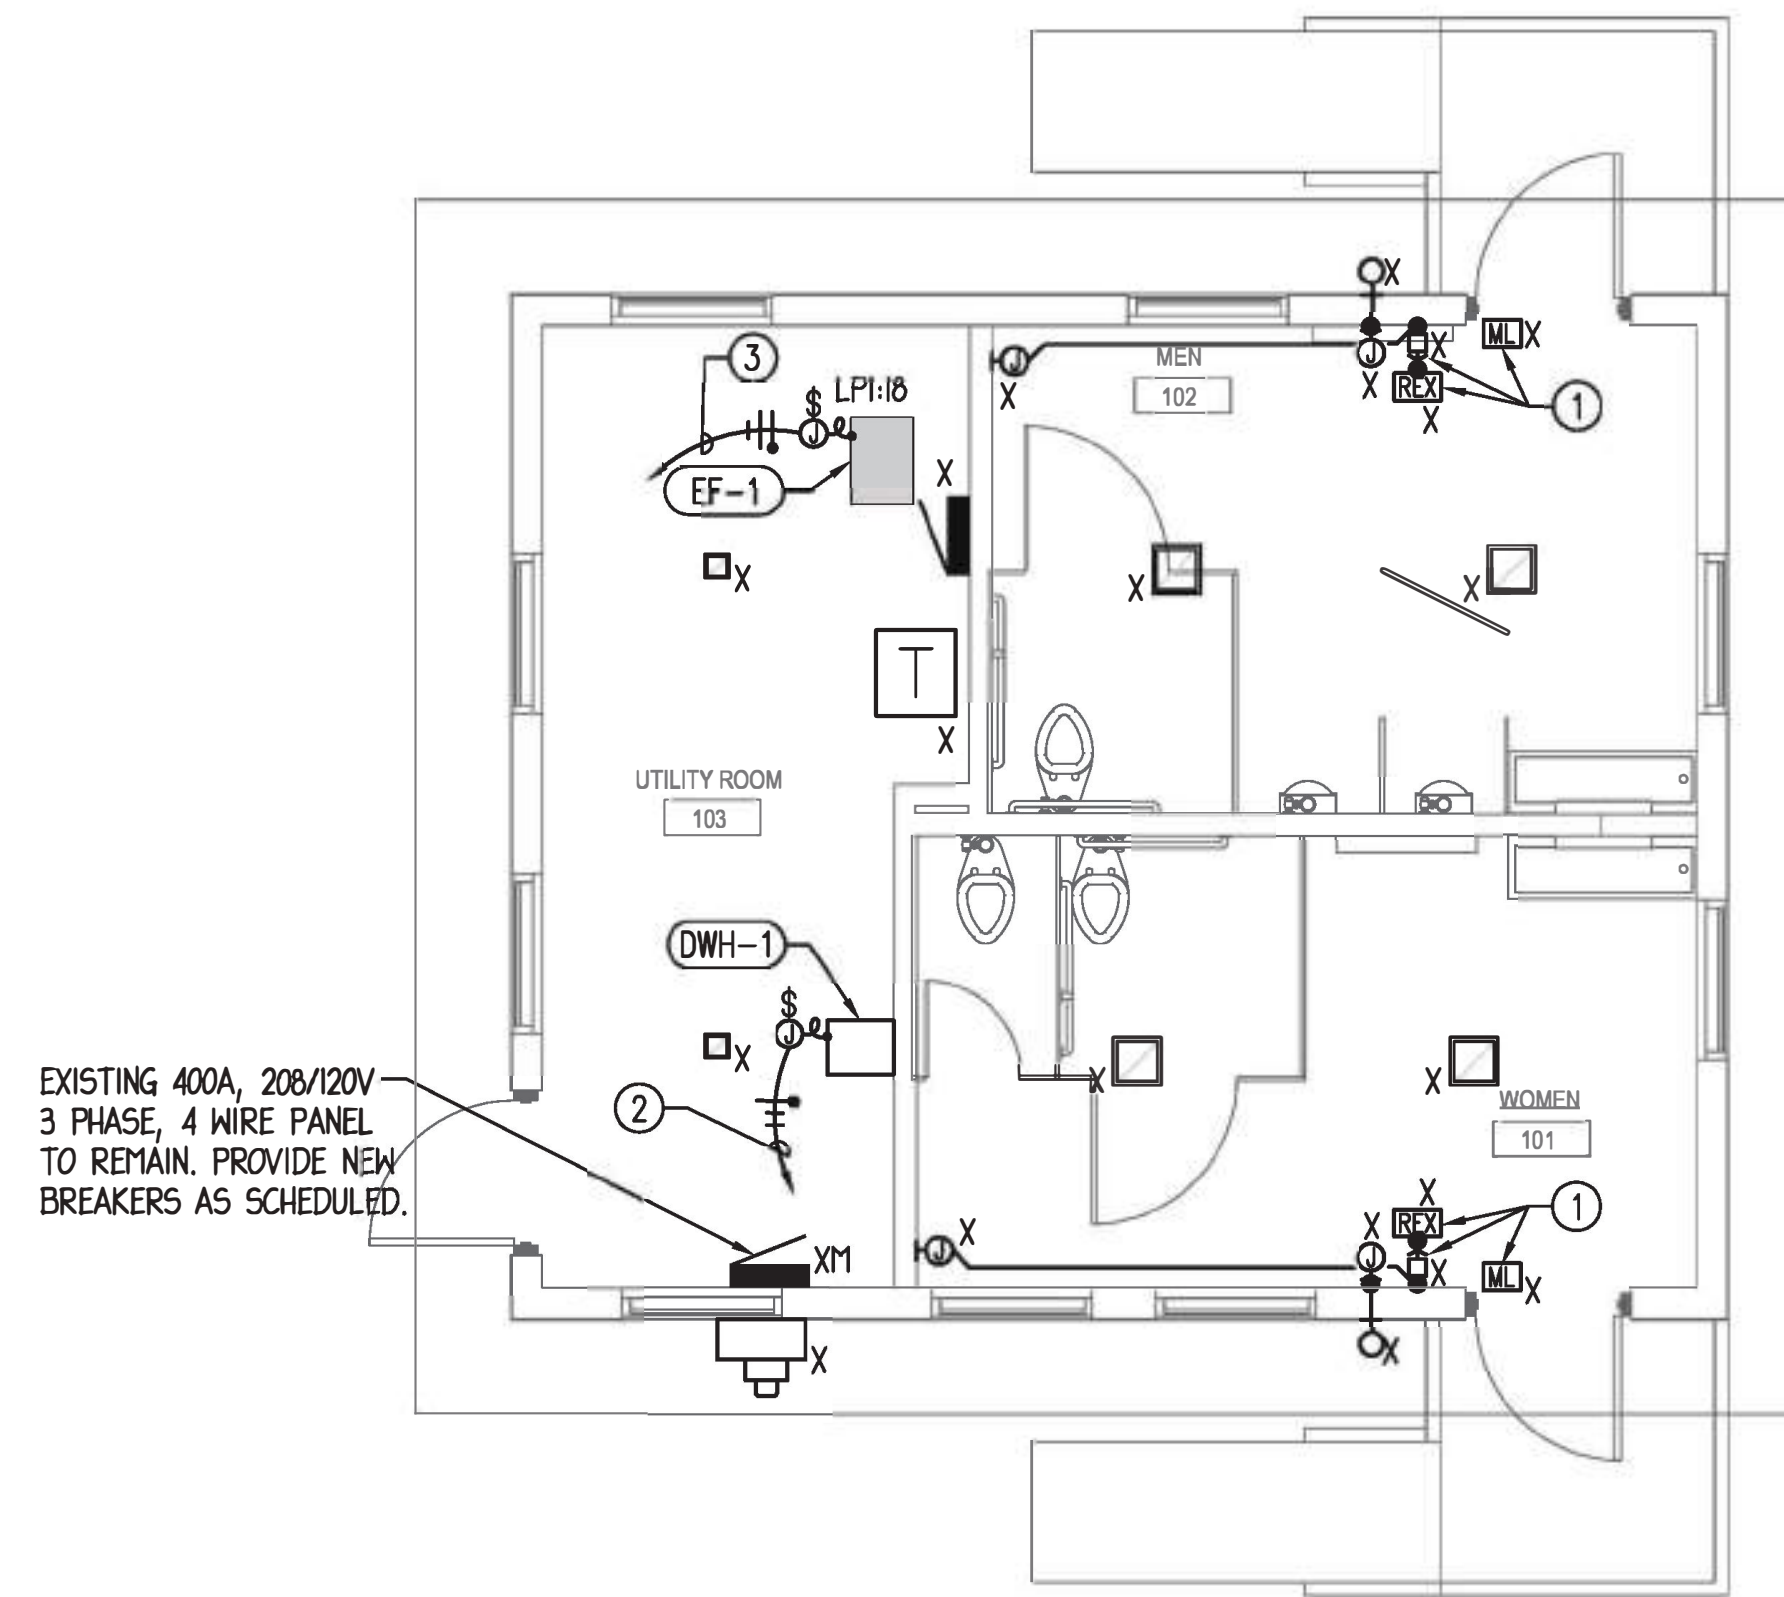 X
ML X
3
J
MEN
X
J
102
X
X
REX
X
1
$ LP1:18
J
EF-1
X
X
X
X
T
X
UTILITY ROOM
103
DWH-1
$
J
X
X
X
2
WOMEN
101
EXISTING 400A, 208/120V
3 PHASE, 4 WIRE PANEL
TO REMAIN. PROVIDE NEW
BREAKERS AS SCHEDULED.
X
REX
X
J
X
J
X
1
ML X
XM
X
X